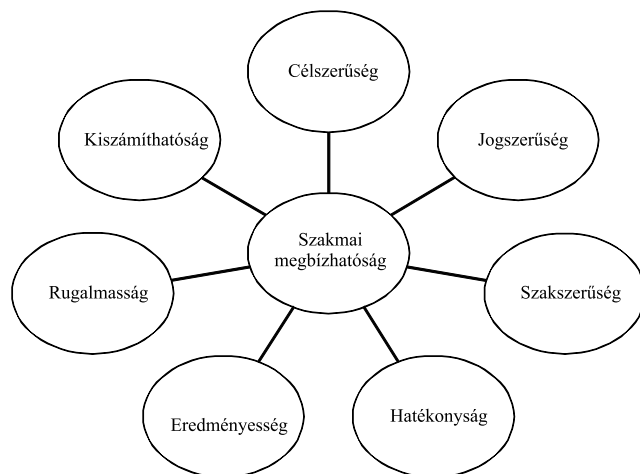 Célszerűség
Kiszámíthatóság
Jogszerűség
Szakmai
megbízhatóság
Rugalmasság
Szakszerűség
Eredményesség
Hatékonyság